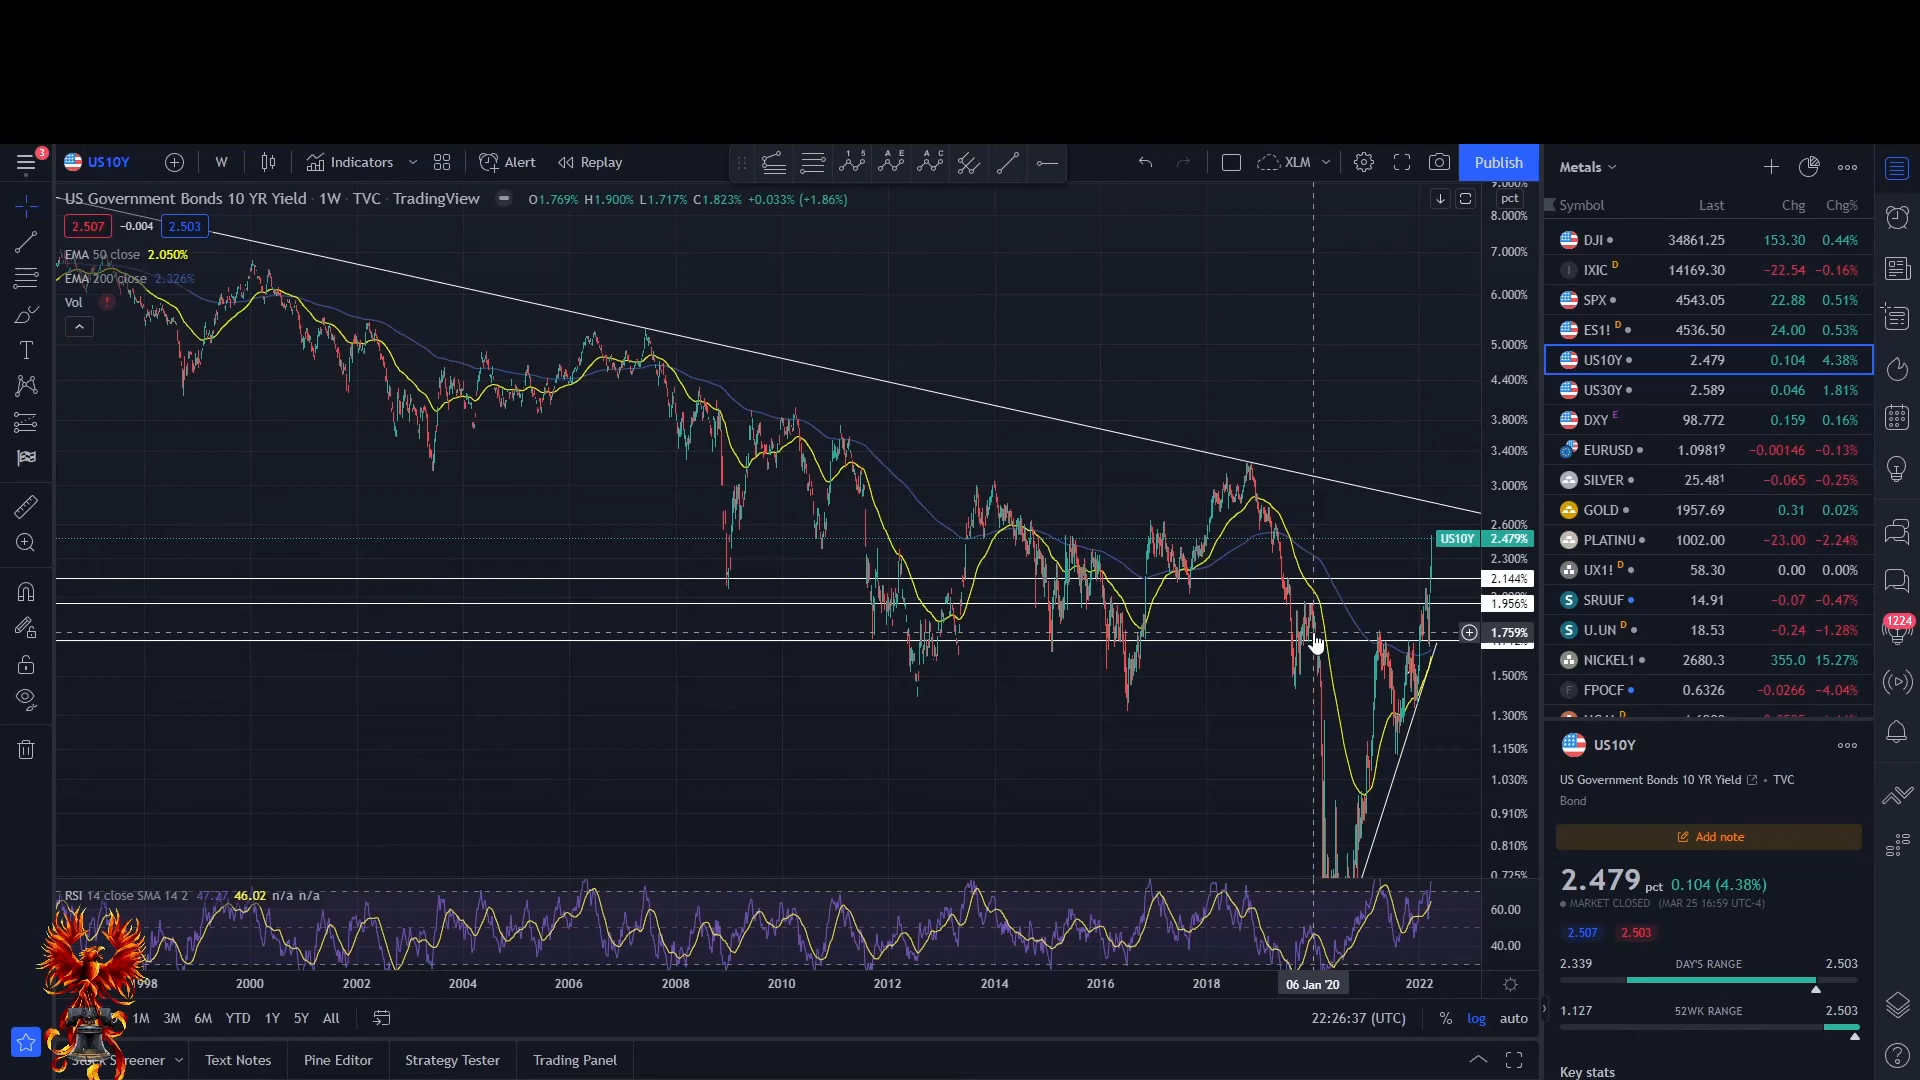 3
US10Y
W
Indicators
Alert
Replay
XLM
Publish
US Government Bonds 10 YR Yield · 1W · TVC · TradingView
O1.769% H1.900% L1.717% C1.823% +0.033% (+1.86%)
2.507 -0.004 2.503
EMA 50 close 2.050%
EMA 200 close 2.326%
Vol !
pct
9.000%
8.000%
7.000%
6.000%
5.000%
4.400%
3.800%
3.400%
3.000%
2.600%
US10Y 2.479%
2.300%
2.144%
1.956%
1.759%
1.500%
1.300%
1.150%
1.030%
0.910%
0.810%
0.725%
RSI 14 close SMA 14 2 47.27 46.02 n/a n/a
60.00
40.00
1998 2000 2002 2004 2006 2008 2010 2012 2014 2016 2018 06 Jan '20 2022
1M 3M 6M YTD 1Y 5Y All
22:26:37 (UTC) % log auto
Text Notes Pine Editor Strategy Tester Trading Panel
Metals
Symbol Last Chg Chg%
DJI 34861.25 153.30 0.44%
IXIC D 14169.30 -22.54 -0.16%
SPX 4543.05 22.88 0.51%
ES1! D 4536.50 24.00 0.53%
US10Y 2.479 0.104 4.38%
US30Y 2.589 0.046 1.81%
DXY E 98.772 0.159 0.16%
EURUSD 1.09819 -0.00146 -0.13%
SILVER 25.481 -0.065 -0.25%
GOLD 1957.69 0.31 0.02%
PLATINU 1002.00 -23.00 -2.24%
UX1! D 58.30 0.00 0.00%
SRUUF 14.91 -0.07 -0.47%
U.UN D 18.53 -0.24 -1.28%
NICKEL1 2680.3 355.0 15.27%
FPOCF 0.6326 -0.0266 -4.04%
US10Y
US Government Bonds 10 YR Yield · TVC
Bond
Add note
2.479 pct 0.104 (4.38%)
MARKET CLOSED (MAR 25 16:59 UTC-4)
2.507 2.503
2.339 DAY'S RANGE 2.503
1.127 52WK RANGE 2.503
Key stats
1224